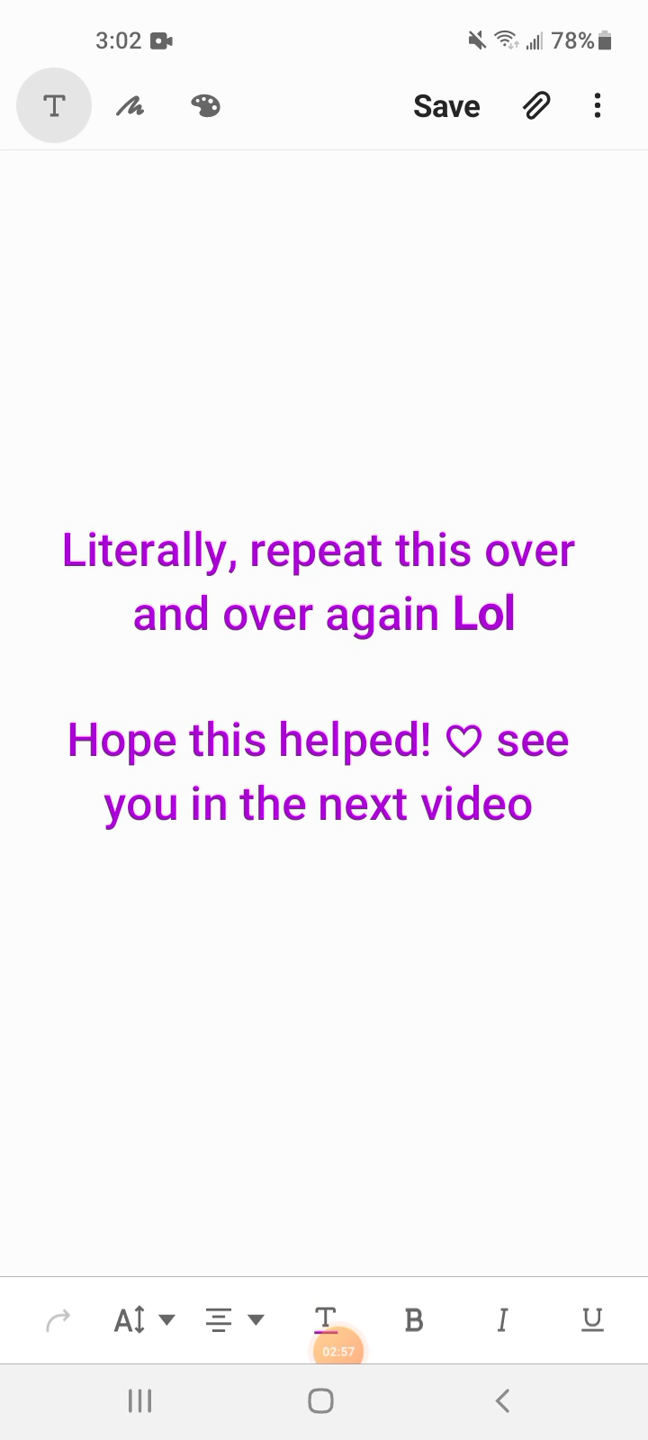 3:02
78%
T
Save
Literally, repeat this over
and over again Lol
Hope this helped! ♡ see
you in the next video
A T B I U
02:57